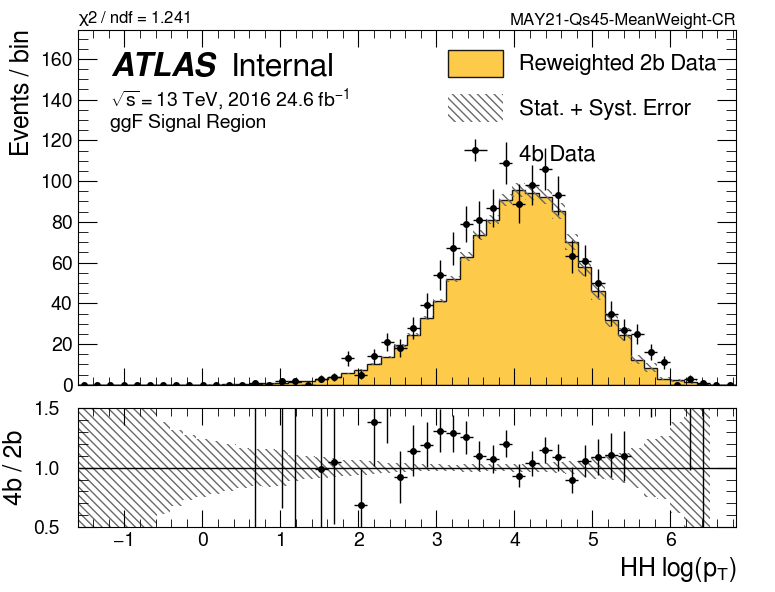 χ2 / ndf = 1.241
MAY21-Qs45-MeanWeight-CR
ATLAS Internal
√s = 13 TeV, 2016 24.6 fb−1
ggF Signal Region
Reweighted 2b Data
Stat. + Syst. Error
4b Data
Events / bin
160
140
120
100
80
60
40
20
0
4b / 2b
1.5
1.0
0.5
−1 0 1 2 3 4 5 6
HH log(pT)